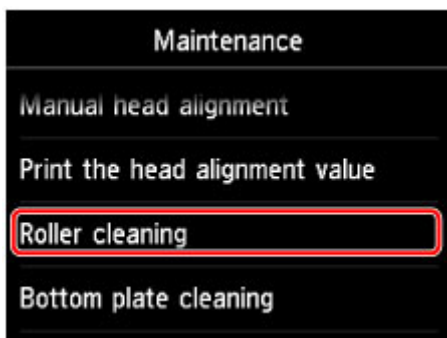 Maintenance
Manual head alignment
Print the head alignment value
Roller cleaning
Bottom plate cleaning